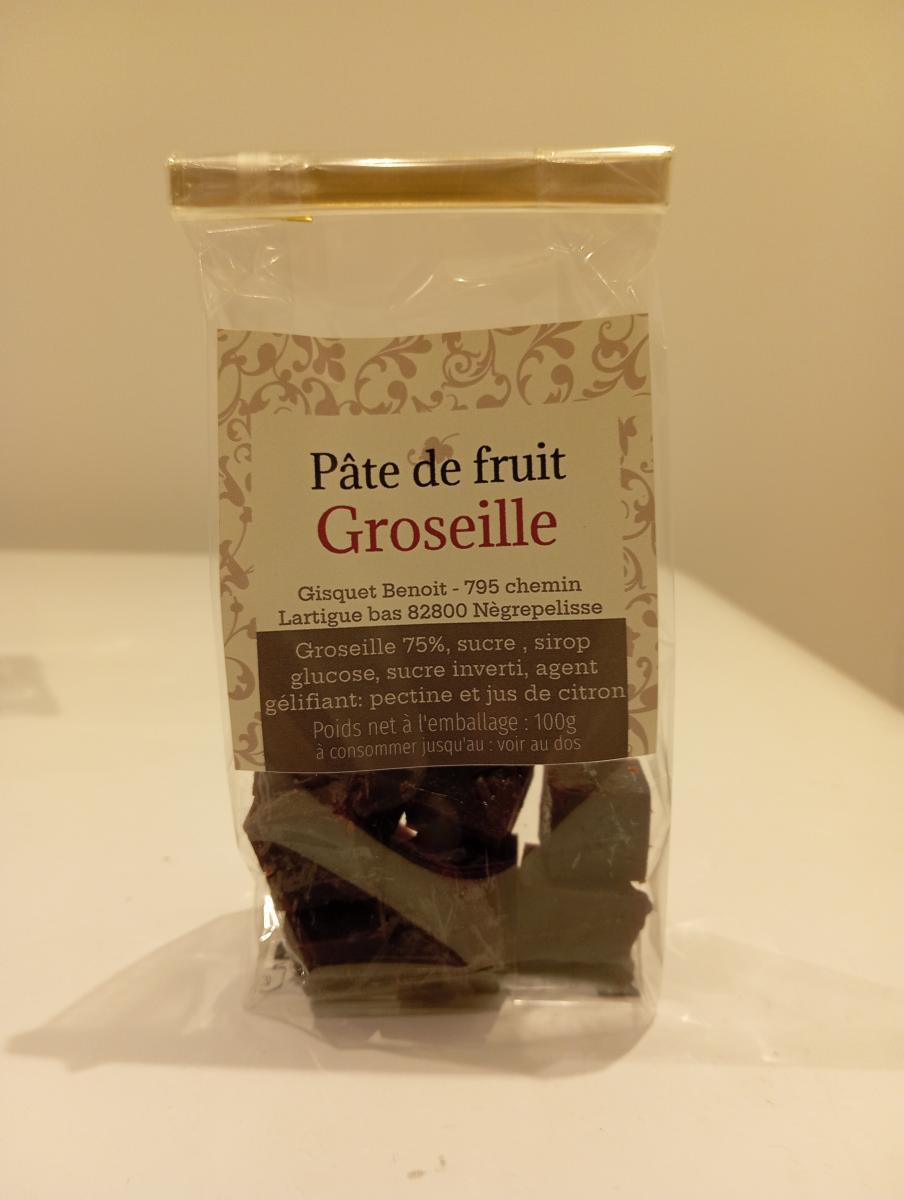 Pâte de fruit
Groseille
Gisquet Benoit - 795 chemin
Lartigue bas 82800 Nègrepelisse
Groseille 75%, sucre , sirop
glucose, sucre inverti, agent
gélifiant: pectine et jus de citron
Poids net à l'emballage : 100g
à consommer jusqu'au : voir au dos